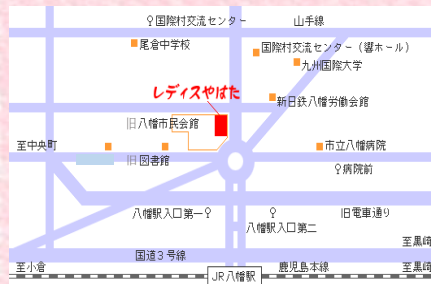 国際村交流センター
山手線
尾倉中学校
国際村交流センター（響ホール）
九州国際大学
レディスやはた
新日鉄八幡労働会館
旧八幡市民会館
至中央町
市立八幡病院
旧図書館
病院前
八幡駅入口第一
旧電車通り
八幡駅入口第二
至黒崎
国道３号線
至小倉
JR八幡駅
鹿児島本線
至黒崎